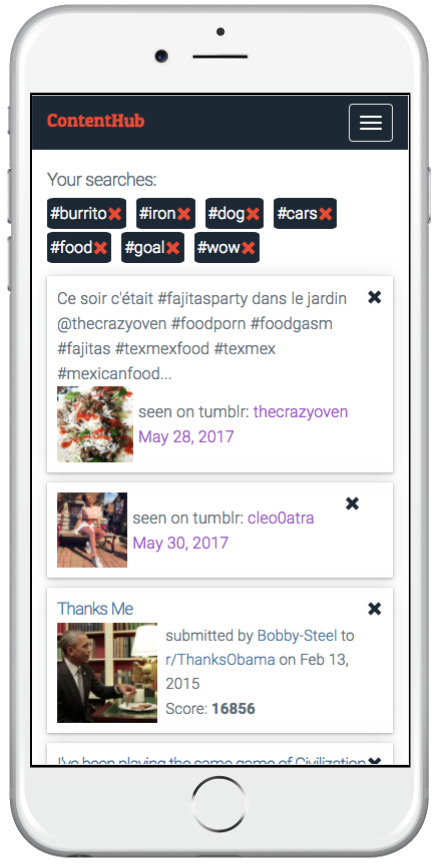 ContentHub
Your searches:
#burrito #iron #dog #cars
#food #goal #wow
Ce soir c'était #fajitasparty dans le jardin
@thecrazyoven #foodporn #foodgasm
#fajitas #texmexfood #texmex
#mexicanfood...
seen on tumblr: thecrazyoven
May 28, 2017
seen on tumblr: cleo0atra
May 30, 2017
Thanks Me
submitted by Bobby-Steel to
r/ThanksObama on Feb 13,
2015
Score: 16856
I've been playing the same game of Civilization